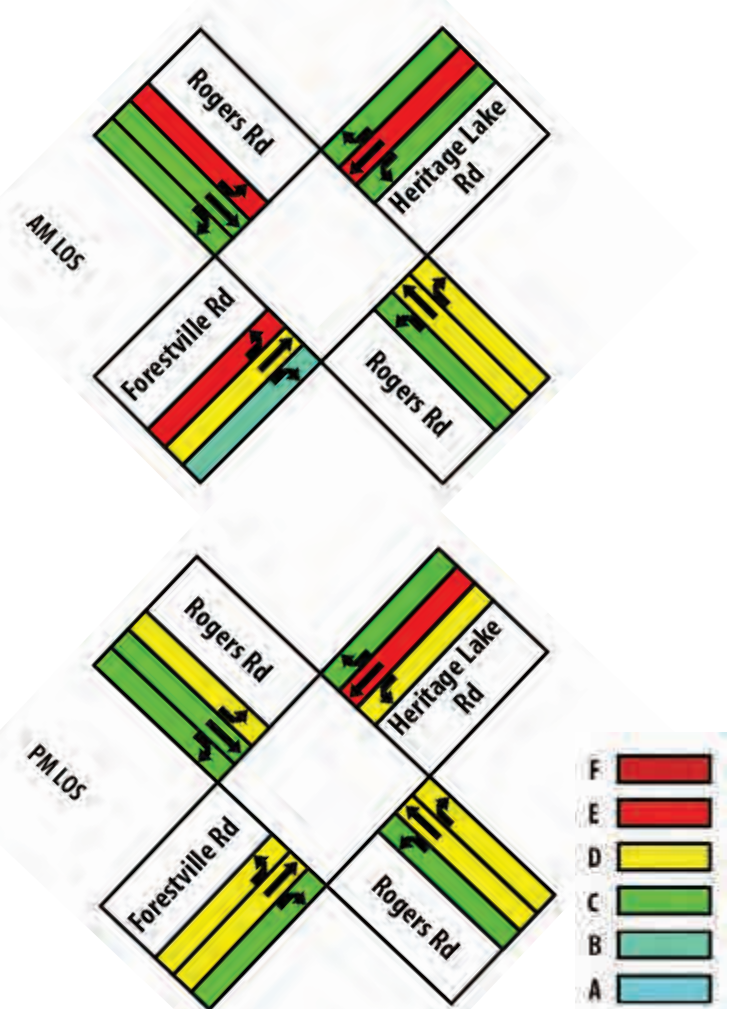 Rogers Rd
Heritage Lake
Rd
AM LOS
Forestville Rd
Rogers Rd
Rogers Rd
Heritage Lake
Rd
PM LOS
Forestville Rd
Rogers Rd
F
E
D
C
B
A